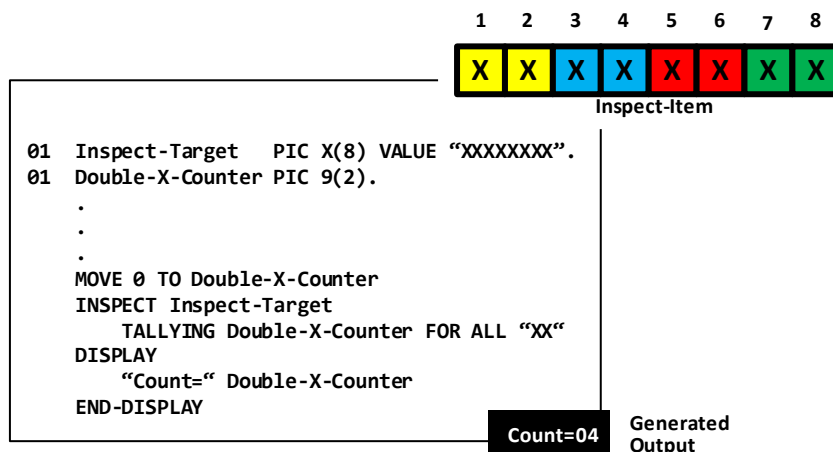 1 2 3 4 5 6 7 8
X X X X X X X X
Inspect-Item
01 Inspect-Target PIC X(8) VALUE “XXXXXXXX”.
01 Double-X-Counter PIC 9(2).
.
.
.
MOVE 0 TO Double-X-Counter
INSPECT Inspect-Target
TALLYING Double-X-Counter FOR ALL “XX“
DISPLAY
“Count=“ Double-X-Counter
END-DISPLAY
Count=04
Generated
Output